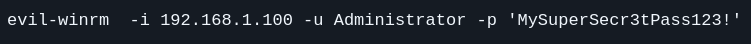 evil-winrm  -i 192.168.1.100 -u Administrator -p 'MySuperSecr3tPass123!'